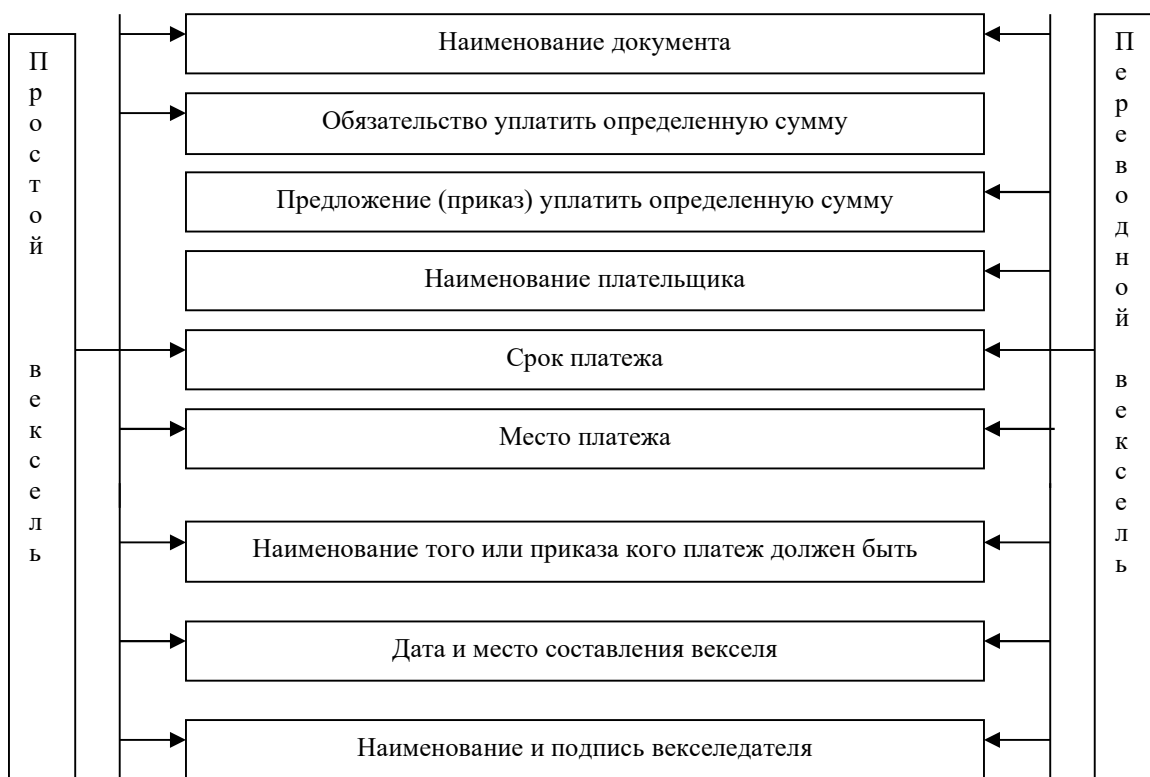 Простой вексель
Наименование документа
Обязательство уплатить определенную сумму
Предложение (приказ) уплатить определенную сумму
Наименование плательщика
Срок платежа
Место платежа
Наименование того или приказа кого платеж должен быть
Дата и место составления векселя
Наименование и подпись векселедателя
Переводной вексель